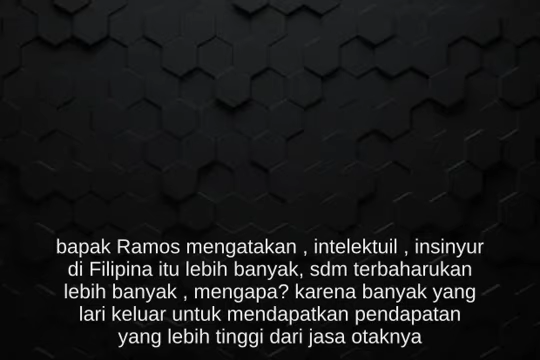 bapak Ramos mengatakan , intelektuil , insinyur
di Filipina itu lebih banyak, sdm terbaharukan
lebih banyak , mengapa? karena banyak yang
lari keluar untuk mendapatkan pendapatan
yang lebih tinggi dari jasa otaknya